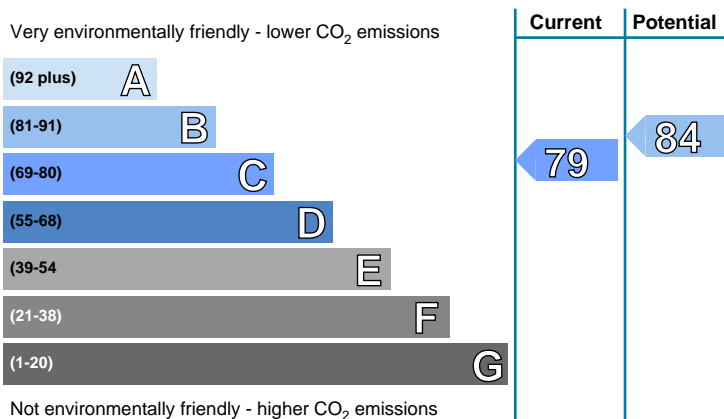 Current Potential
Very environmentally friendly - lower CO2 emissions
(92 plus) A
(81-91) B
84
(69-80) C
79
(55-68) D
(39-54 E
(21-38) F
(1-20) G
Not environmentally friendly - higher CO2 emissions